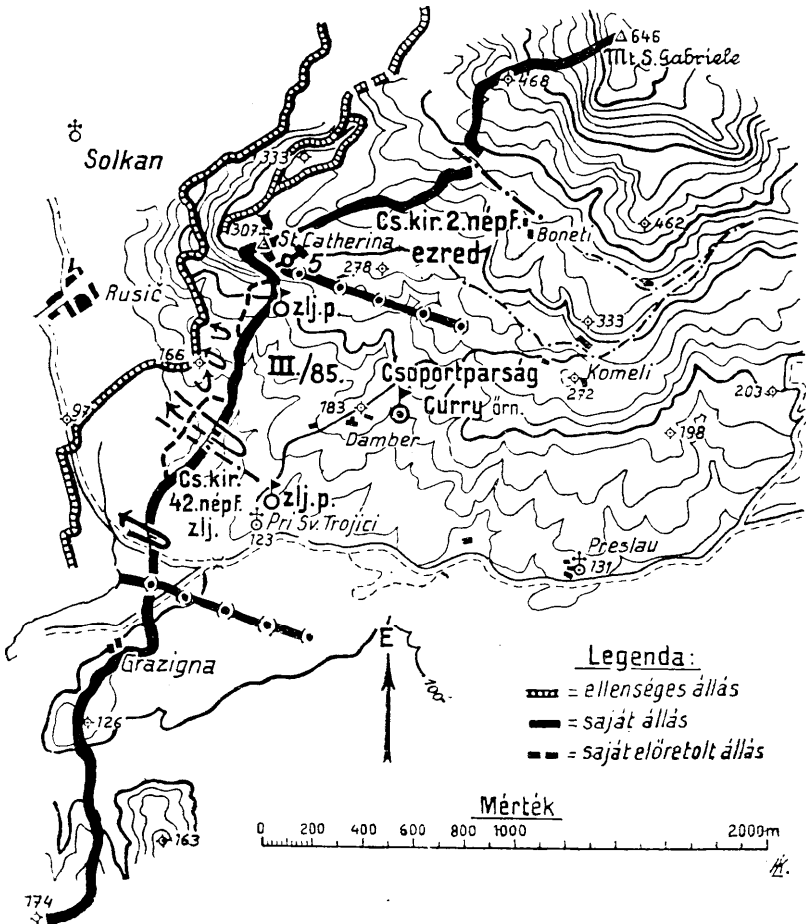 △646
Mt. S. Gabriele
468
Solkan
333
307
St. Catherina
Cs. kir. 2. népf.
ezred
462
Boneti
5
278
Rusič
zlj. p.
333
166
III./85.
Csoportparság
Curry őrn.
Komeli
272
203
97
183
Damber
198
Cs. kir.
42. népf.
zlj.
zlj. p.
Pri Sv. Trojici
123
Preslau
131
É
Grazigna
100
126
Legenda:
= ellenséges állás
= saját állás
= saját előretolt állás
Mérték
0 200 400 600 800 1000 2000m
163
174